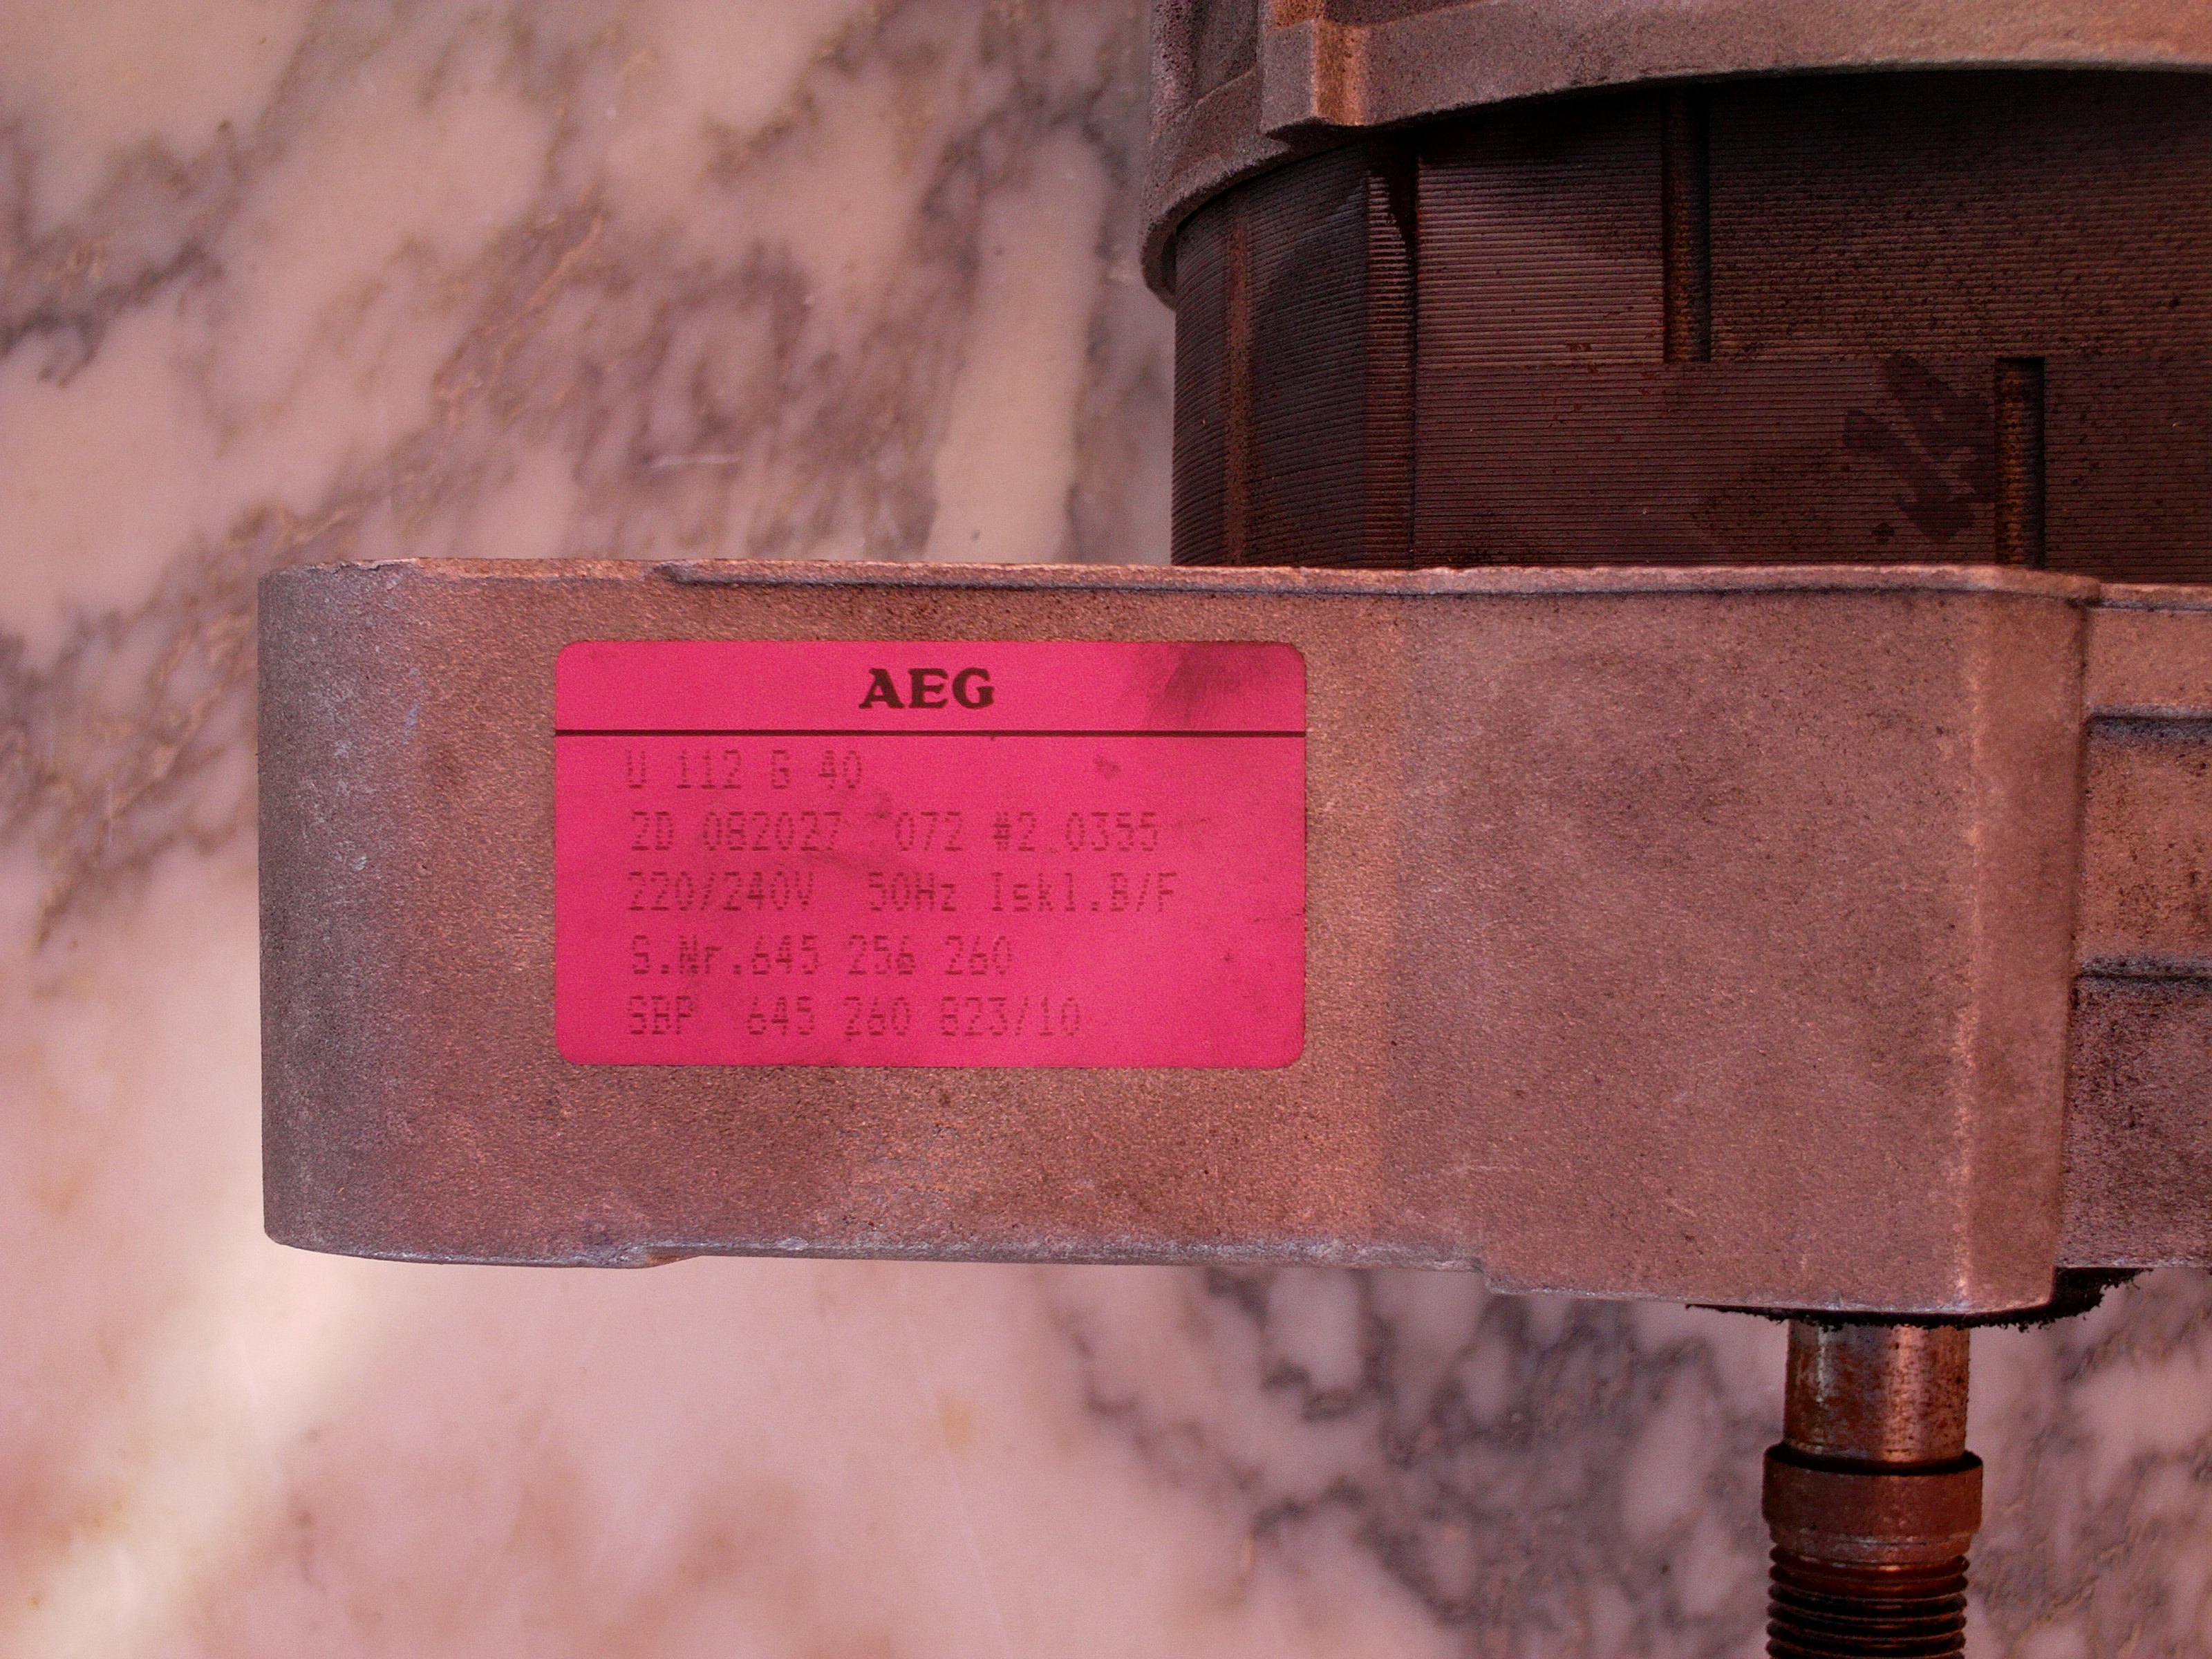 AEG
U 112 G 40
2D 082027 072 #2 0355
220/240V 50Hz Iskl.B/F
S.Nr.645 256 260
SBP 645 260 823/10